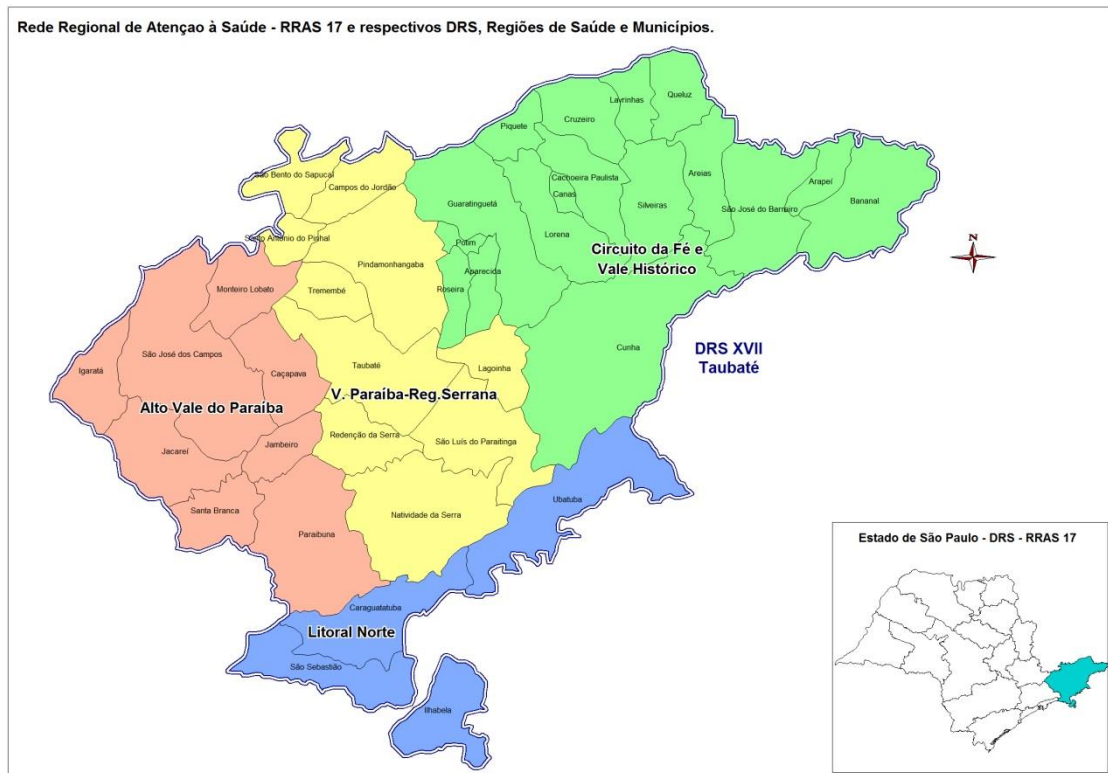 Rede Regional de Atençao à Saúde - RRAS 17 e respectivos DRS, Regiões de Saúde e Municípios.
Lavrinhas
Queluz
Piquete
Cruzeiro
São Bento do Sapucaí
Campos do Jordão
Cachoeira Paulista
Canas
Areias
Arapeí
Bananal
Guaratinguetá
Silveiras
São José do Barreiro
Lorena
Santo Antônio do Pinhal
Potim
Circuito da Fé e
Vale Histórico
Pindamonhangaba
Aparecida
N
Monteiro Lobato
Tremembé
Roseira
Cunha
DRS XVII
Taubaté
São José dos Campos
Igaratá
Caçapava
Taubaté
Lagoinha
V. Paraíba-Reg.Serrana
Alto Vale do Paraíba
Redenção da Serra
São Luís do Paraitinga
Jambeiro
Jacareí
Ubatuba
Santa Branca
Natividade da Serra
Paraibuna
Estado de São Paulo - DRS - RRAS 17
Caraguatatuba
Litoral Norte
São Sebastião
Ilhabela